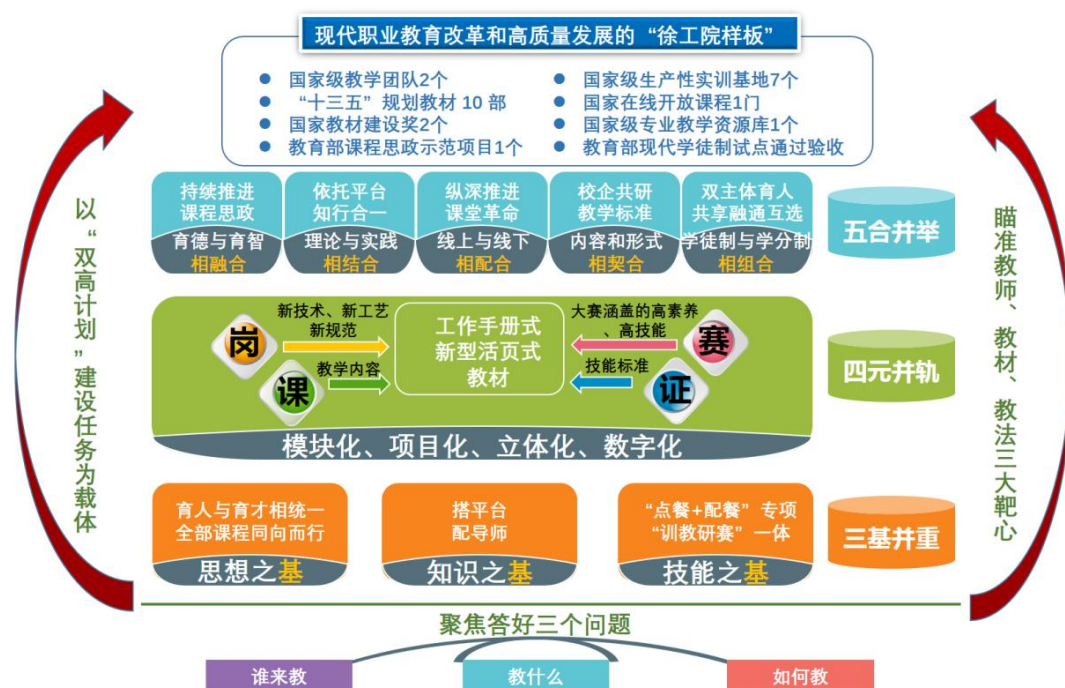 现代职业教育改革和高质量发展的“徐工院样板”
国家级教学团队2个
“十三五”规划教材 10 部
国家教材建设奖2个
教育部课程思政示范项目1个
国家级生产性实训基地7个
国家在线开放课程1门
国家级专业教学资源库1个
教育部现代学徒制试点通过验收
以“双高计划”建设任务为载体
持续推进
课程思政
育德与育智
相融合
依托平台
知行合一
理论与实践
相结合
纵深推进
课堂革命
线上与线下
相配合
校企共研
教学标准
内容和形式
相契合
双主体育人
共享融通互选
学徒制与学分制
相组合
五合并举
瞄准教师、教材、教法三大靶心
新技术、新工艺
新规范
岗
教学内容
课
工作手册式
新型活页式
教材
大赛涵盖的高素养
、高技能
赛
技能标准
证
模块化、项目化、立体化、数字化
四元并轨
育人与育才相统一
全部课程同向而行
思想之基
搭平台
配导师
知识之基
“点餐+配餐” 专项
“训教研赛” 一体
技能之基
三基并重
聚焦答好三个问题
谁来教
教什么
如何教